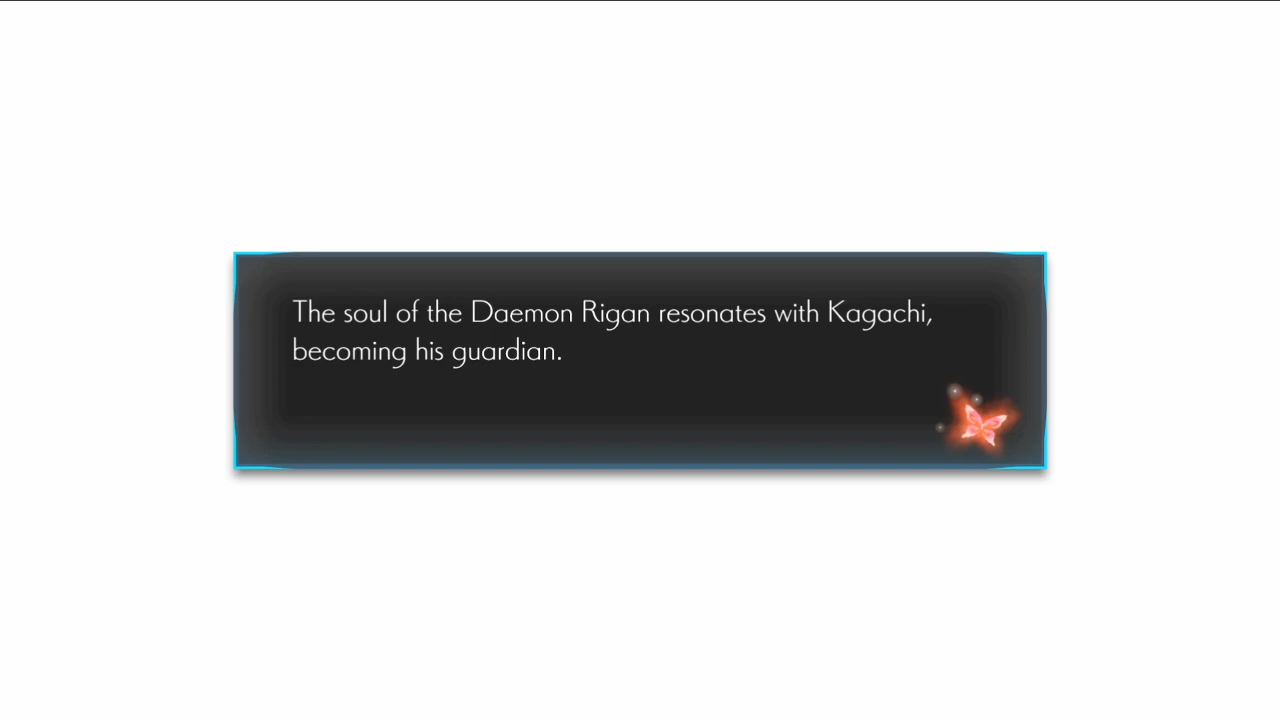 The soul of the Daemon Rigan resonates with Kagachi,
becoming his guardian.